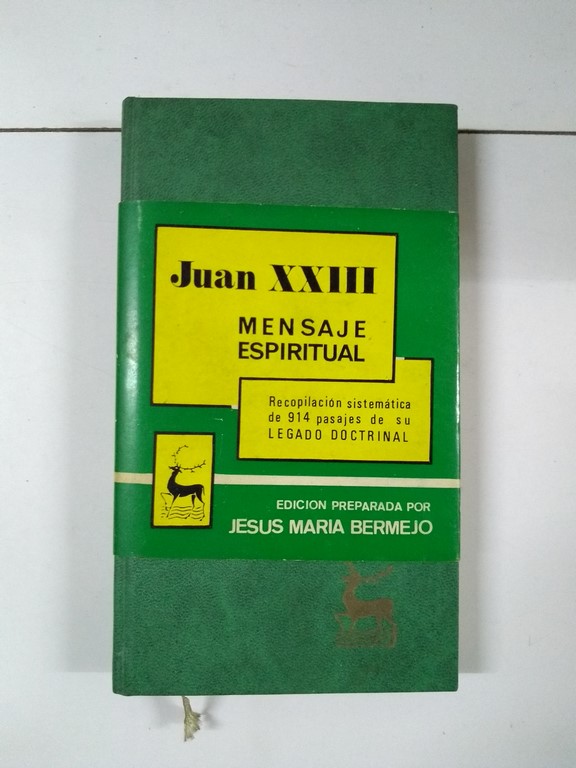 Juan XXIII
MENSAJE
ESPIRITUAL
Recopilación sistemática
de 914 pasajes de su
LEGADO DOCTRINAL
EDICION PREPARADA POR
JESUS MARIA BERMEJO